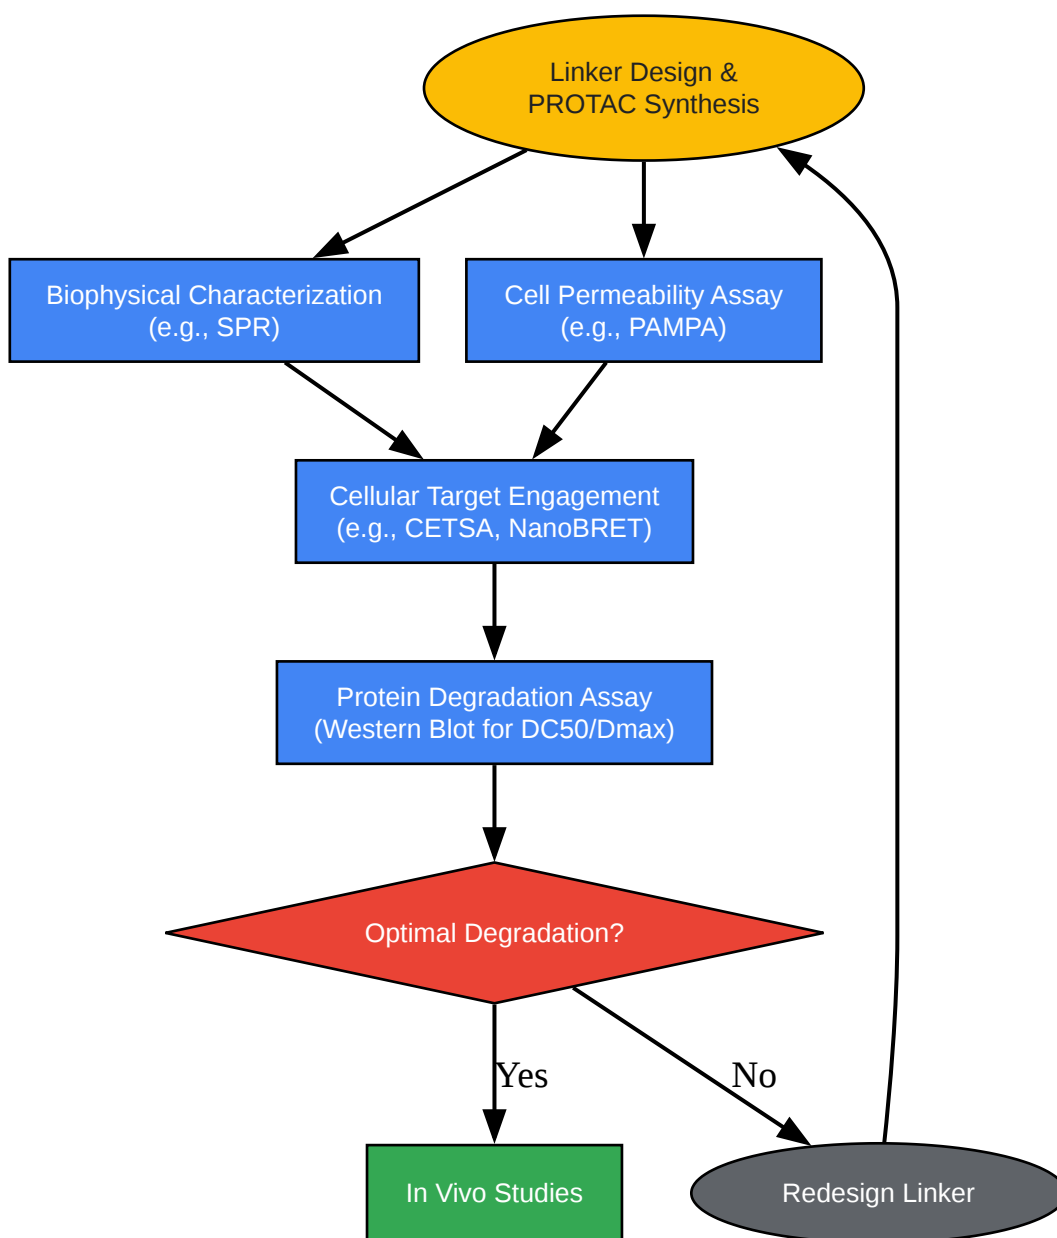 Linker Design &
PROTAC Synthesis
Biophysical Characterization
(e.g., SPR)
Cell Permeability Assay
(e.g., PAMPA)
Cellular Target Engagement
(e.g., CETSA, NanoBRET)
Protein Degradation Assay
(Western Blot for DC50/Dmax)
Optimal Degradation?
Yes
No
In Vivo Studies
Redesign Linker